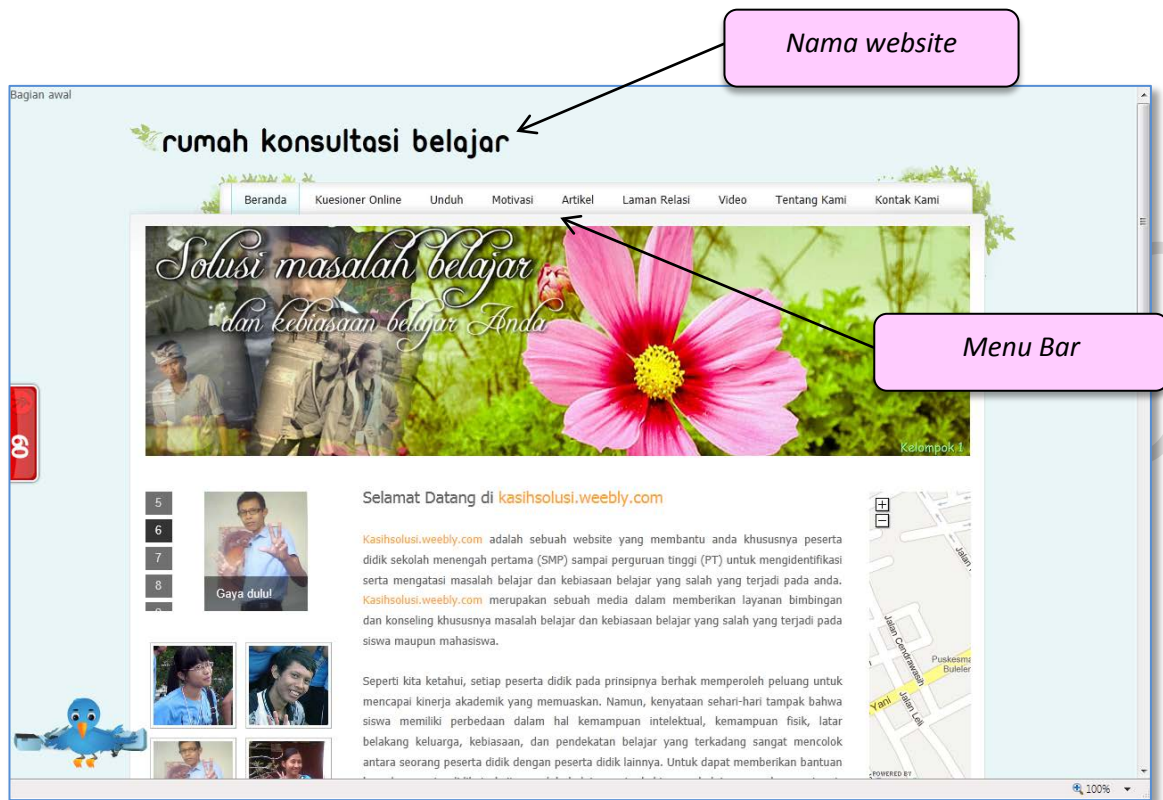 Nama website
Bagian awal
rumah konsultasi belajar
Beranda Kuesioner Online Unduh Motivasi Artikel Laman Relasi Video Tentang Kami Kontak Kami
Solusi masalah belajar
dan kebiasaan belajar Anda
Menu Bar
Kelompok 1
60
5
6
7
8
Gaya dulu!
Selamat Datang di kasihsolusi.weebly.com
Kasihsolusi.weebly.com adalah sebuah website yang membantu anda khususnya peserta
didik sekolah menengah pertama (SMP) sampai perguruan tinggi (PT) untuk mengidentifikasi
serta mengatasi masalah belajar dan kebiasaan belajar yang salah yang terjadi pada anda.
Kasihsolusi.weebly.com merupakan sebuah media dalam memberikan layanan bimbingan
dan konseling khususnya masalah belajar dan kebiasaan belajar yang salah yang terjadi pada
siswa maupun mahasiswa.
Seperti kita ketahui, setiap peserta didik pada prinsipnya berhak memperoleh peluang untuk
mencapai kinerja akademik yang memuaskan. Namun, kenyataan sehari-hari tampak bahwa
siswa memiliki perbedaan dalam hal kemampuan intelektual, kemampuan fisik, latar
belakang keluarga, kebiasaan, dan pendekatan belajar yang terkadang sangat mencolok
antara seorang peserta didik dengan peserta didik lainnya. Untuk dapat memberikan bantuan
Jalan
Jalan Cendrawasih
Puskesma
Bulelen
Yani
Jalan Leli
POWERED BY
100%